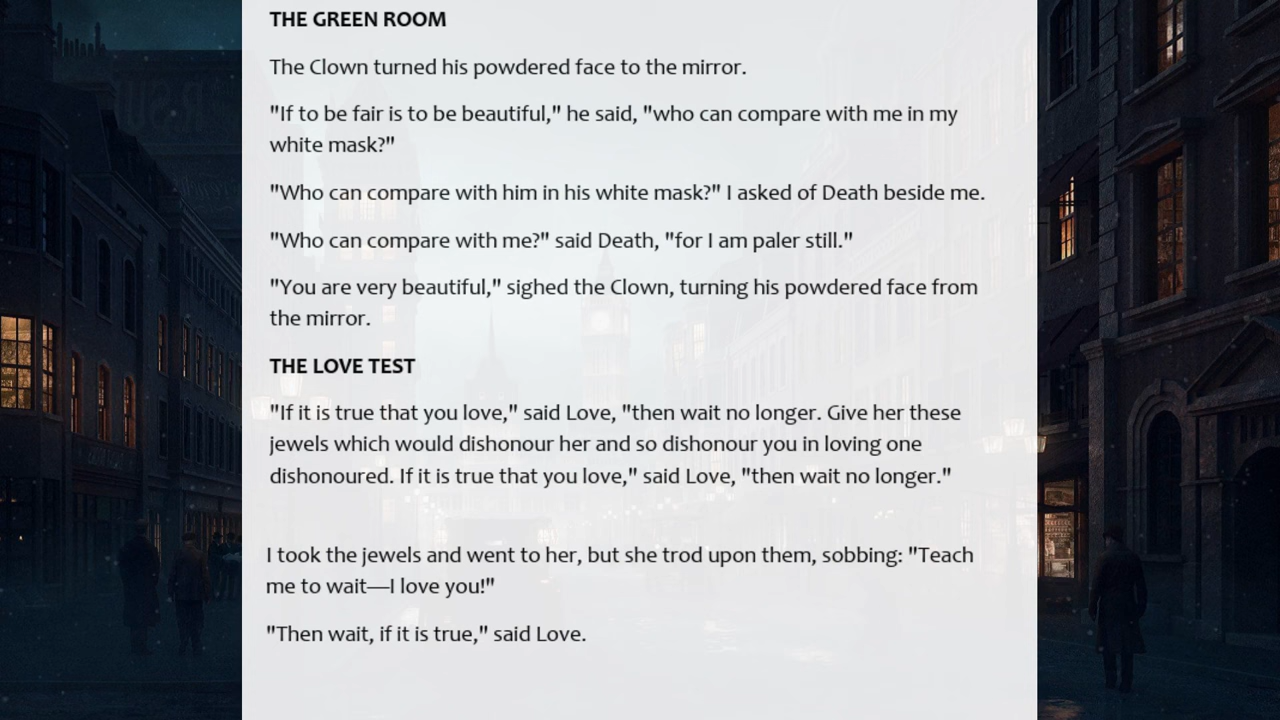 THE GREEN ROOM
The Clown turned his powdered face to the mirror.
"If to be fair is to be beautiful," he said, "who can compare with me in my
white mask?"
"Who can compare with him in his white mask?" I asked of Death beside me.
"Who can compare with me?" said Death, "for I am paler still."
"You are very beautiful," sighed the Clown, turning his powdered face from
the mirror.
THE LOVE TEST
"If it is true that you love," said Love, "then wait no longer. Give her these
jewels which would dishonour her and so dishonour you in loving one
dishonoured. If it is true that you love," said Love, "then wait no longer."
I took the jewels and went to her, but she trod upon them, sobbing: "Teach
me to wait—I love you!"
"Then wait, if it is true," said Love.